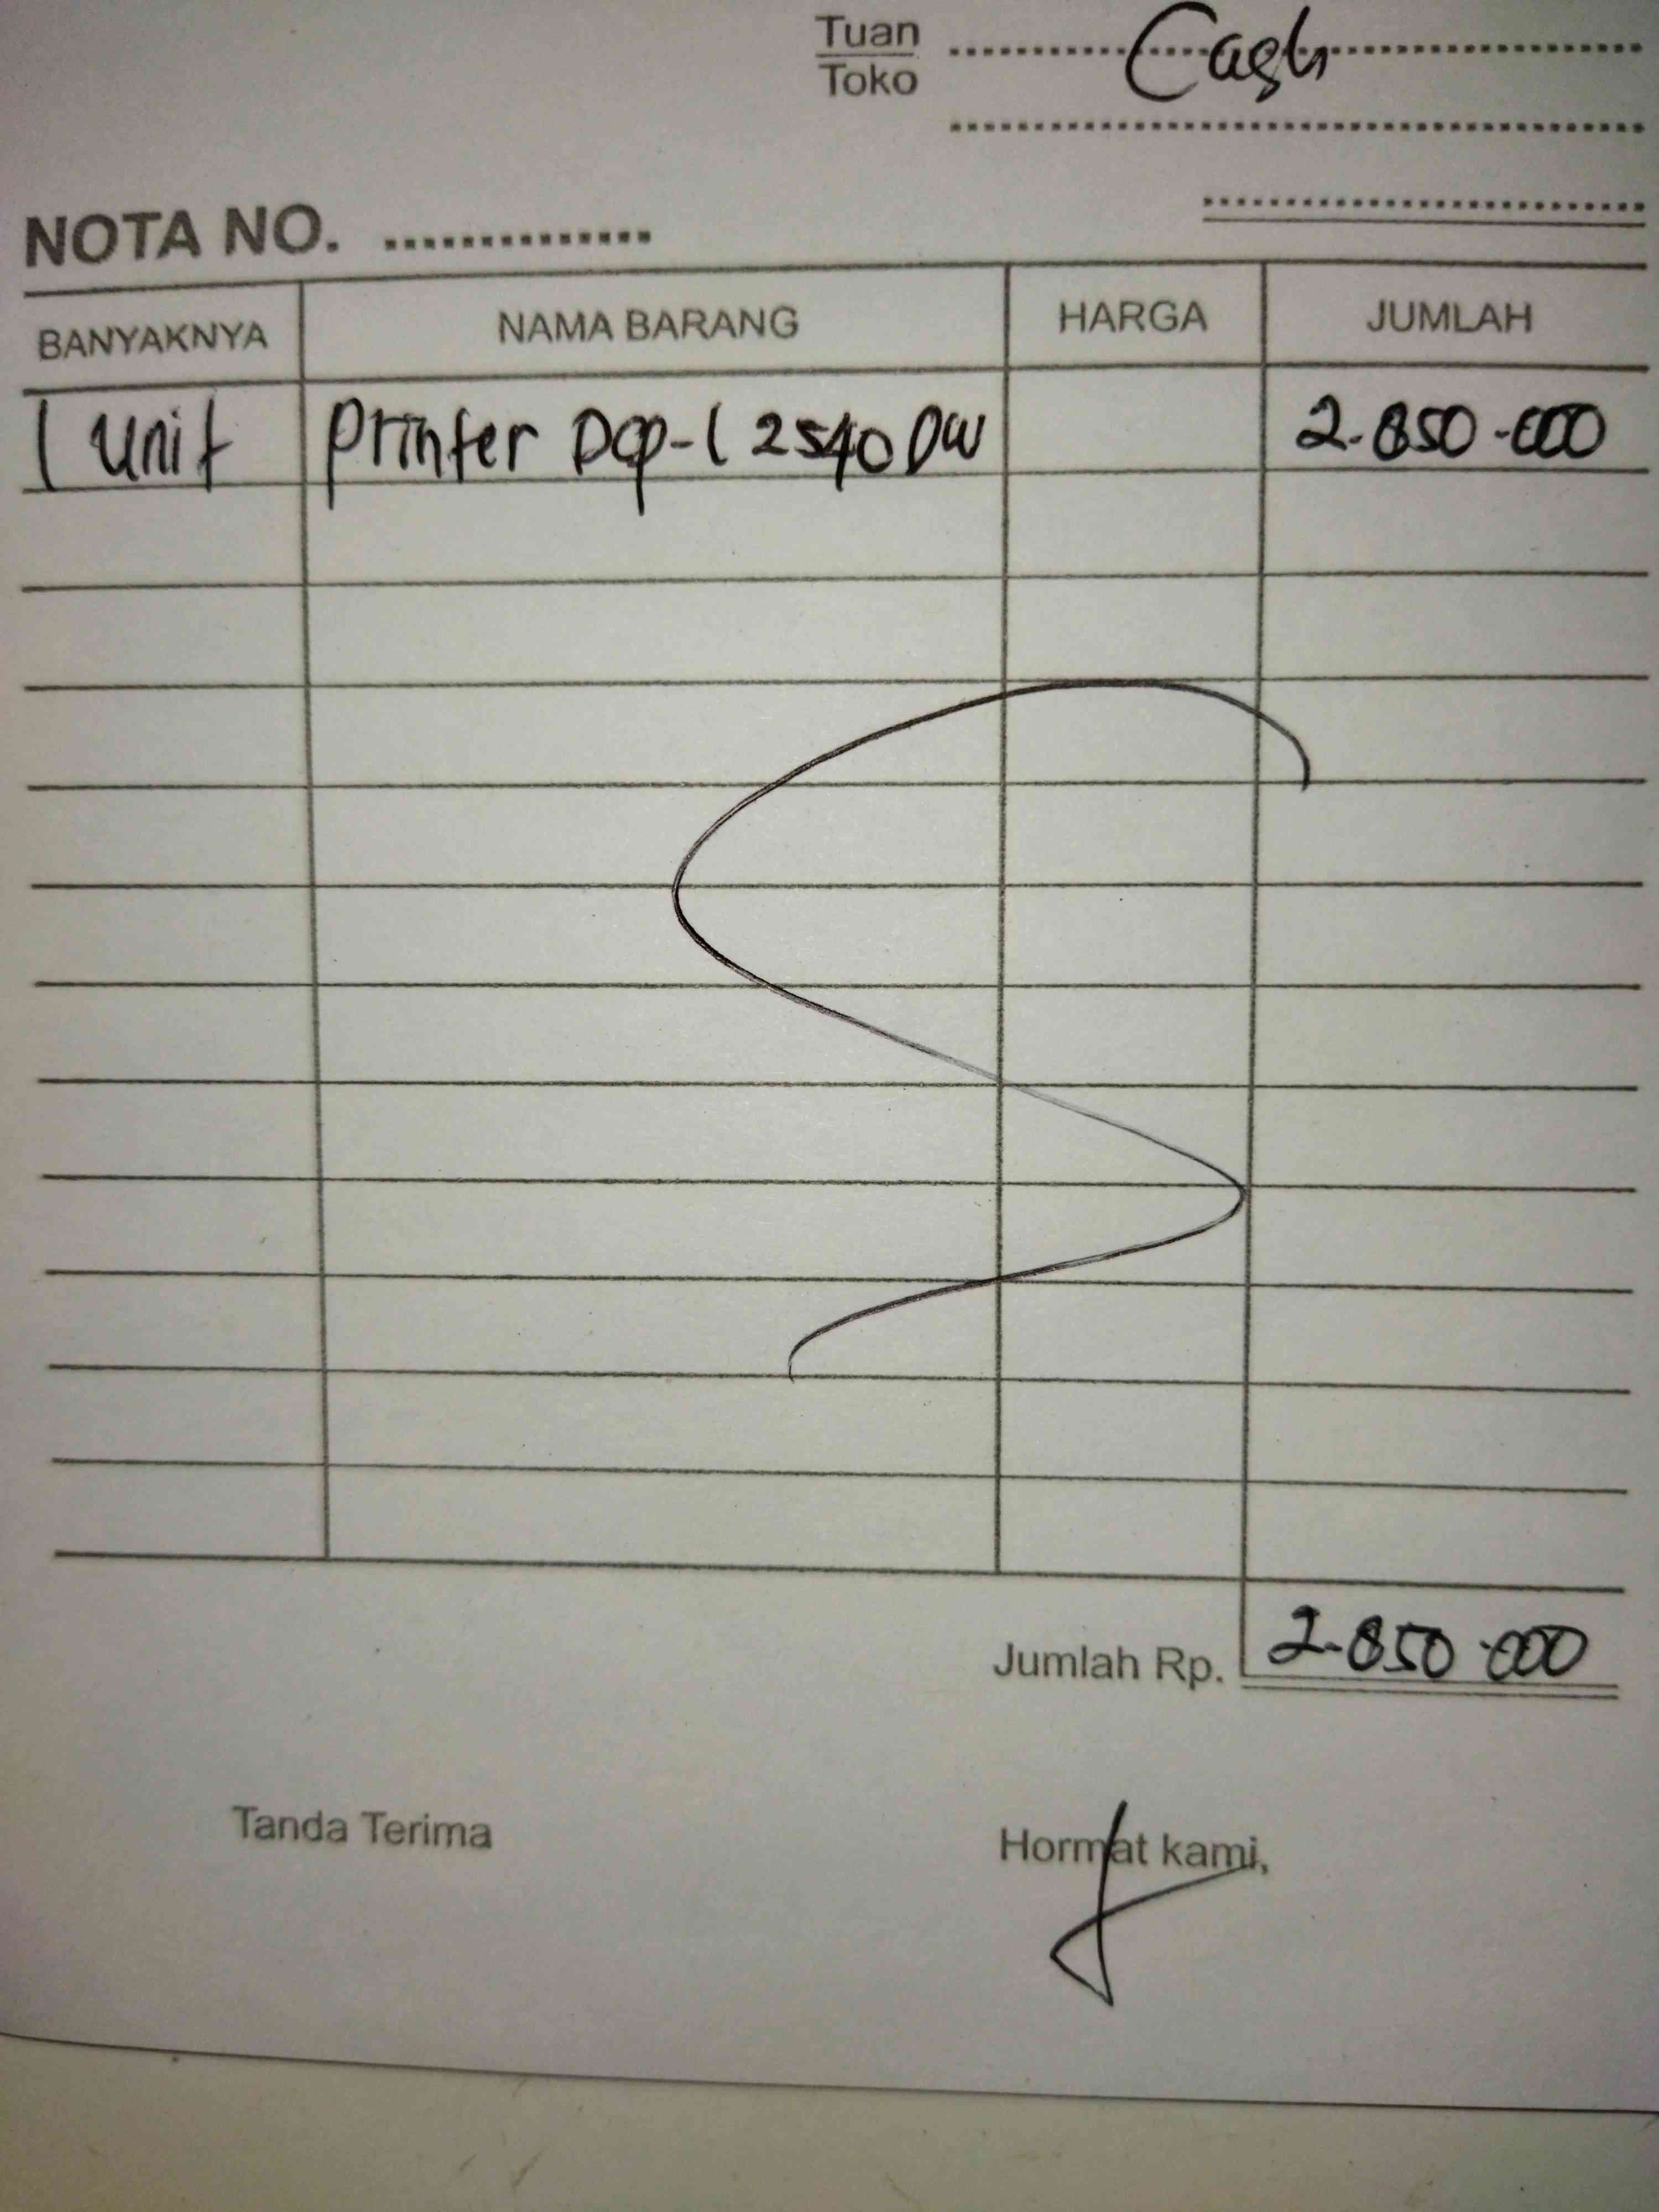 Tuan Cash
Toko
NOTA NO. ..............
BANYAKNYA NAMA BARANG HARGA JUMLAH
1 Unit Printer DCP-L 2540 DW 2.850.000
Jumlah Rp. 2.850.000
Tanda Terima Hormat kami,